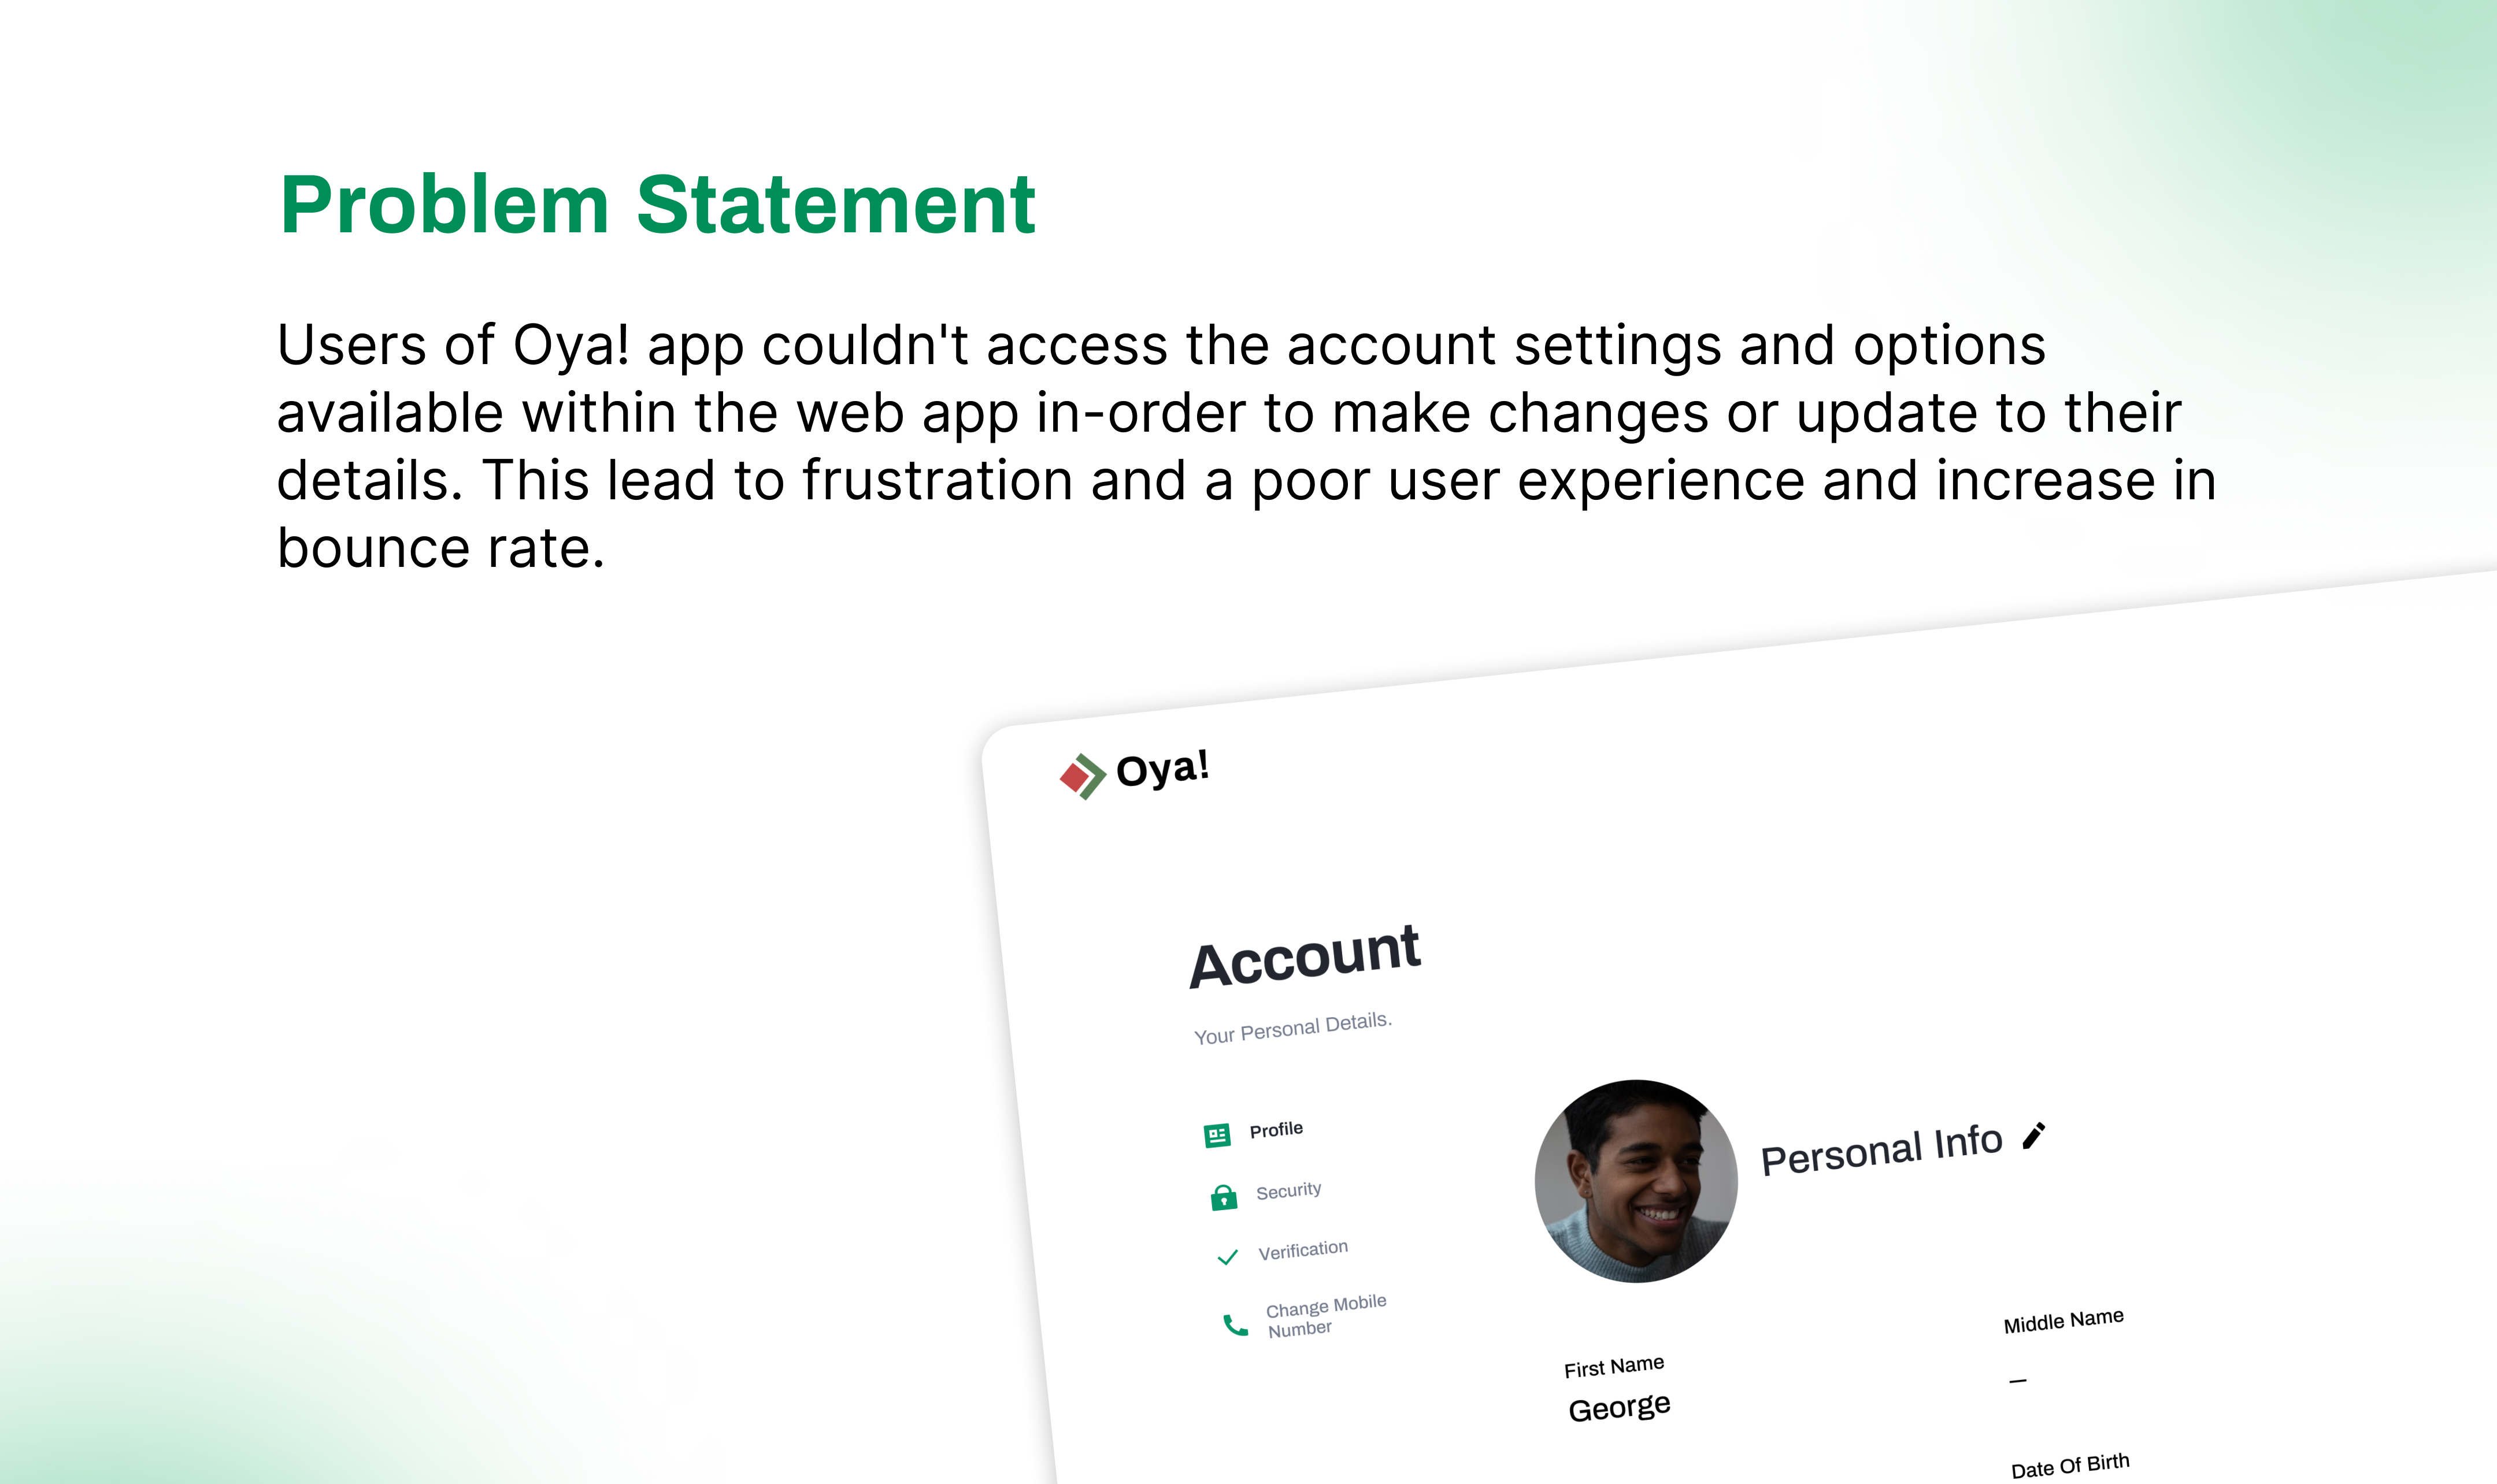 Problem Statement
Users of Oya! app couldn't access the account settings and options
available within the web app in-order to make changes or update to their
details. This lead to frustration and a poor user experience and increase in
bounce rate.
Oya!
Account
Your Personal Details.
Profile
Security
Verification
Change Mobile
Number
Personal Info
First Name
George
Middle Name
–
Date Of Birth